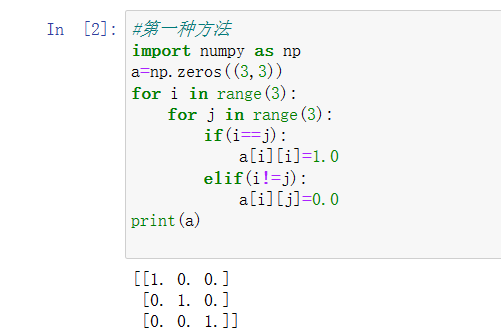 In [2]: #第一种方法
import numpy as np
a=np.zeros((3,3))
for i in range(3):
    for j in range(3):
        if(i==j):
            a[i][i]=1.0
        elif(i!=j):
            a[i][j]=0.0
print(a)
[[1. 0. 0.]
 [0. 1. 0.]
 [0. 0. 1.]]